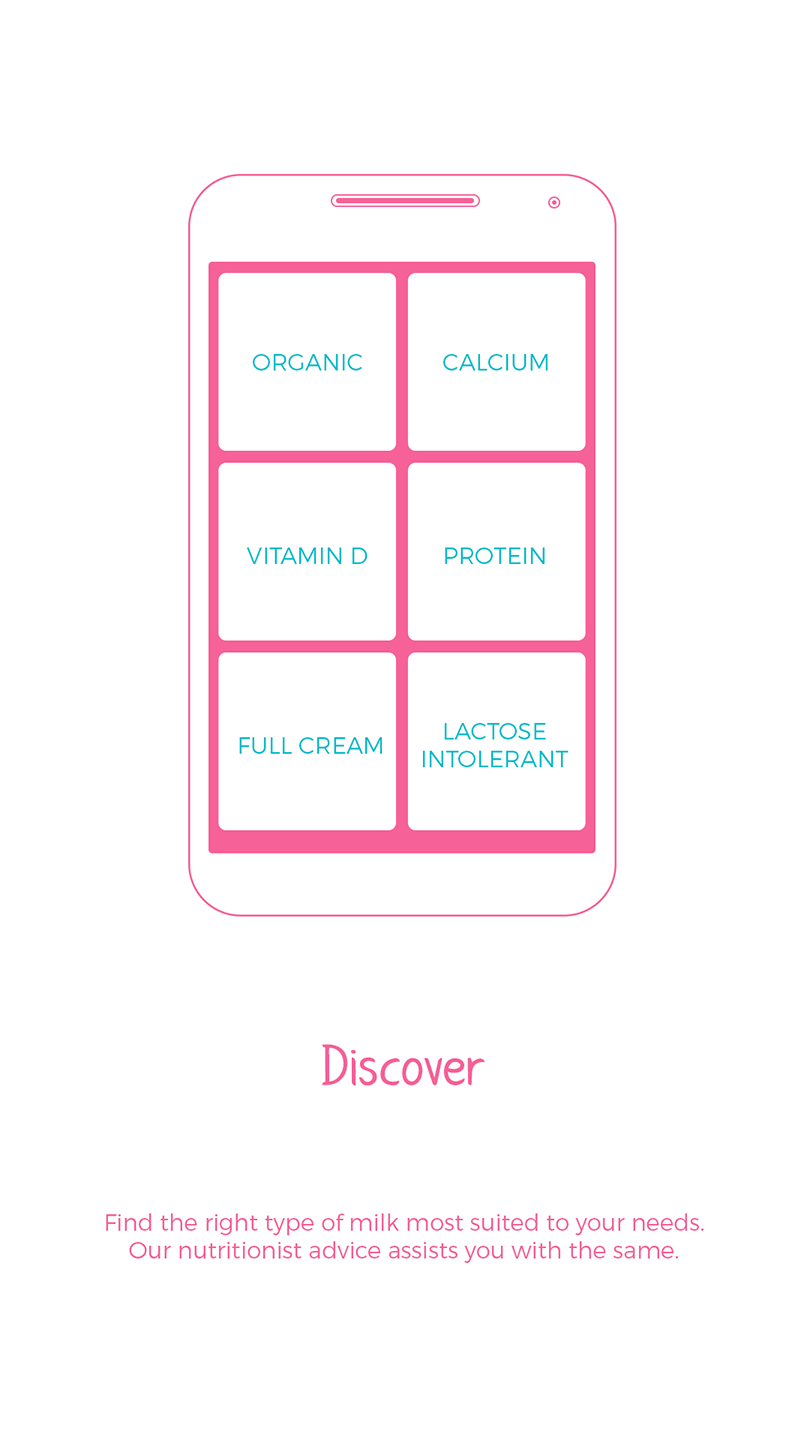 ORGANIC
CALCIUM
VITAMIN D
PROTEIN
FULL CREAM
LACTOSE
INTOLERANT
Discover
Find the right type of milk most suited to your needs.
Our nutritionist advice assists you with the same.